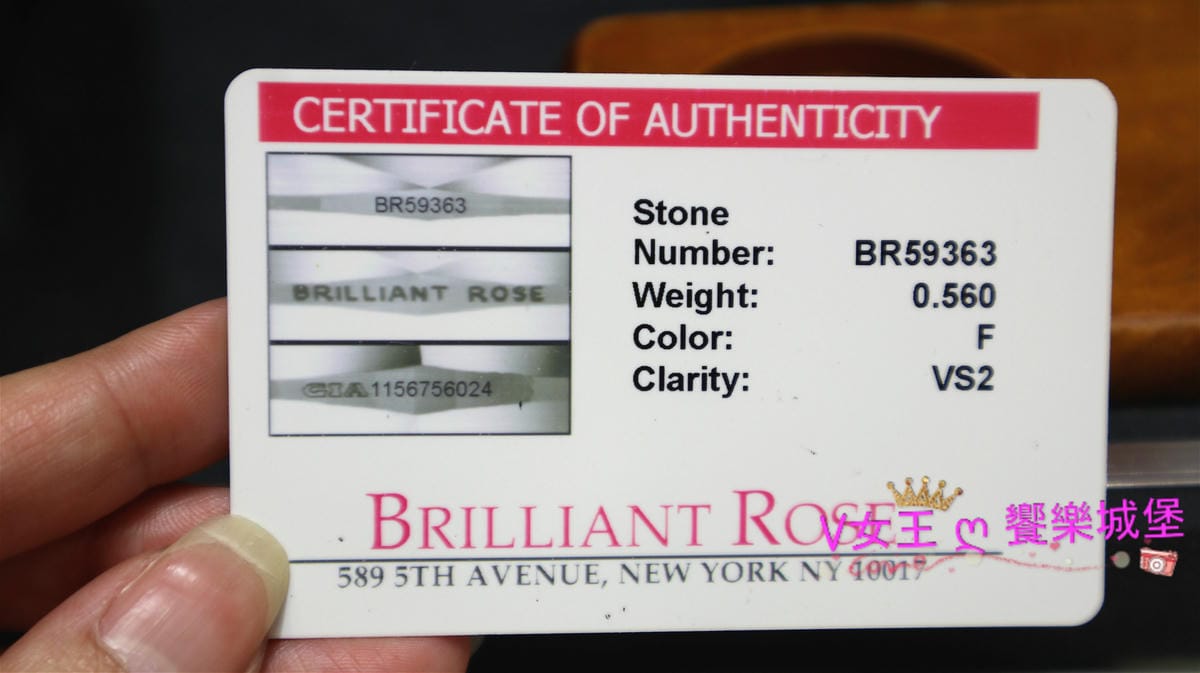 CERTIFICATE OF AUTHENTICITY
BR59363
BRILLIANT ROSE
GIA 1156756024
Stone
Number: BR59363
Weight: 0.560
Color: F
Clarity: VS2
BRILLIANT ROSE
V女王 ღ 饗樂城堡
589 5TH AVENUE, NEW YORK NY 10017